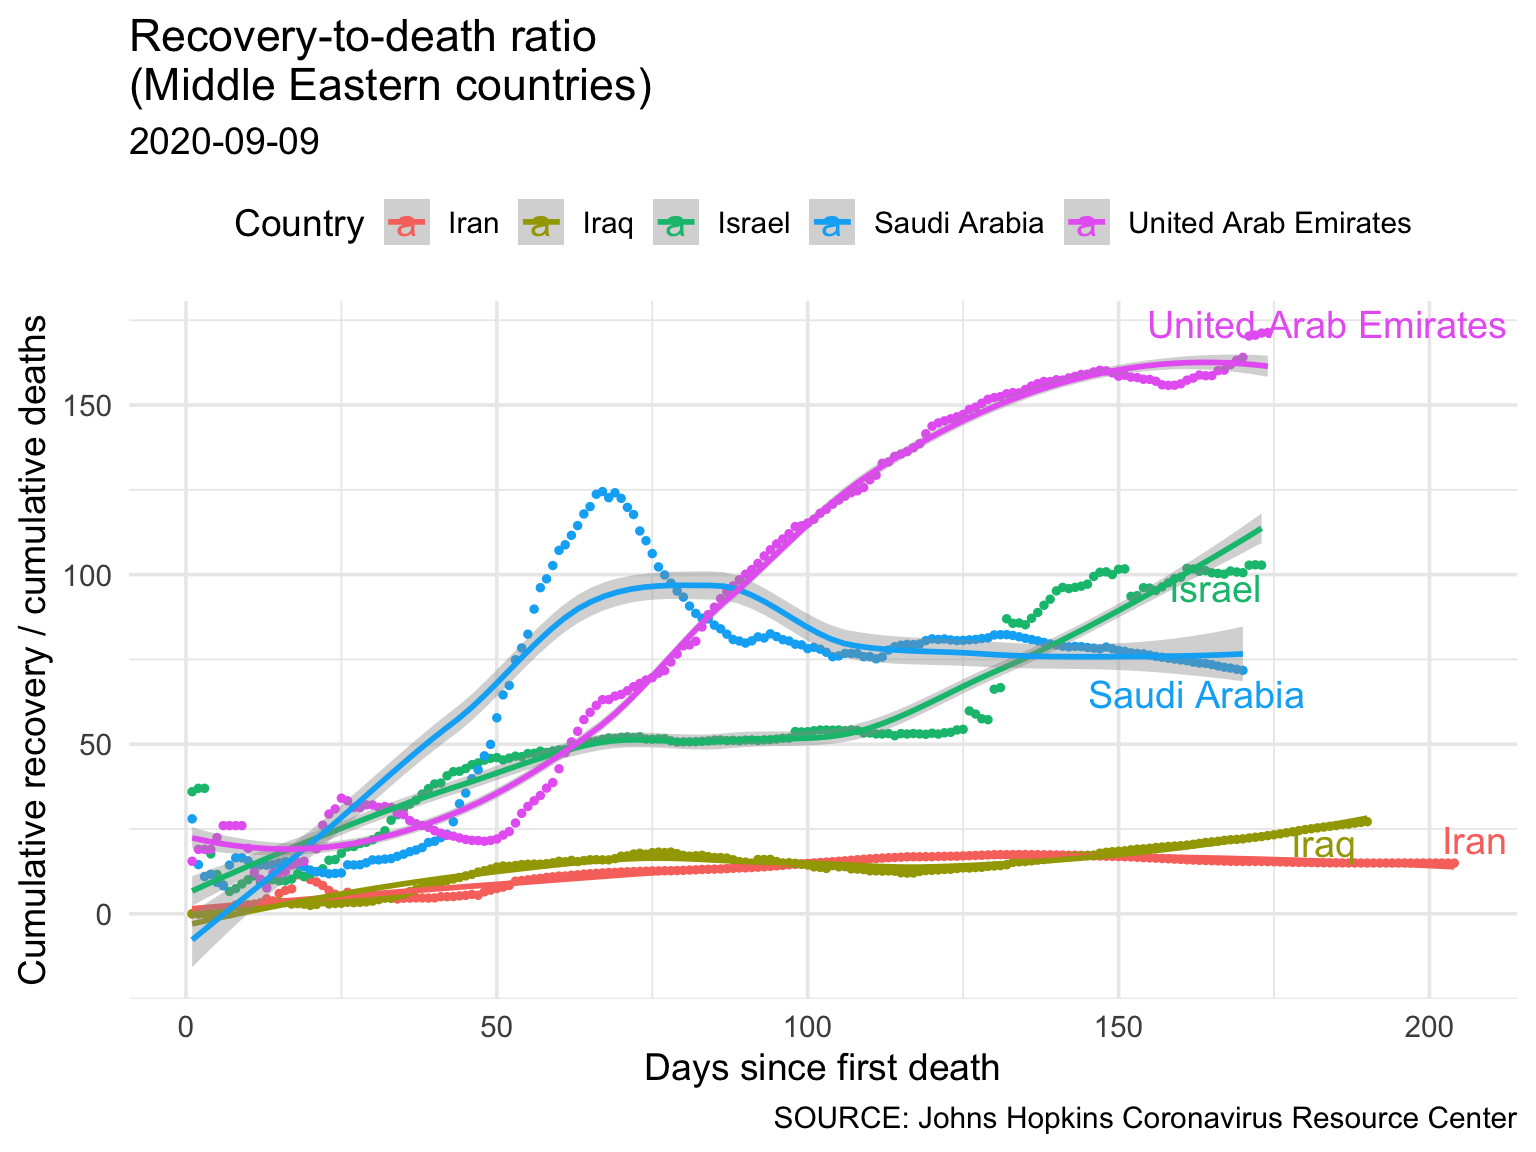 Recovery-to-death ratio
(Middle Eastern countries)
2020-09-09
Country a Iran a Iraq a Israel a Saudi Arabia a United Arab Emirates
Cumulative recovery / cumulative deaths
150
100
50
0
United Arab Emirates
Israel
Saudi Arabia
Iraq
Iran
0 50 100 150 200
Days since first death
SOURCE: Johns Hopkins Coronavirus Resource Center